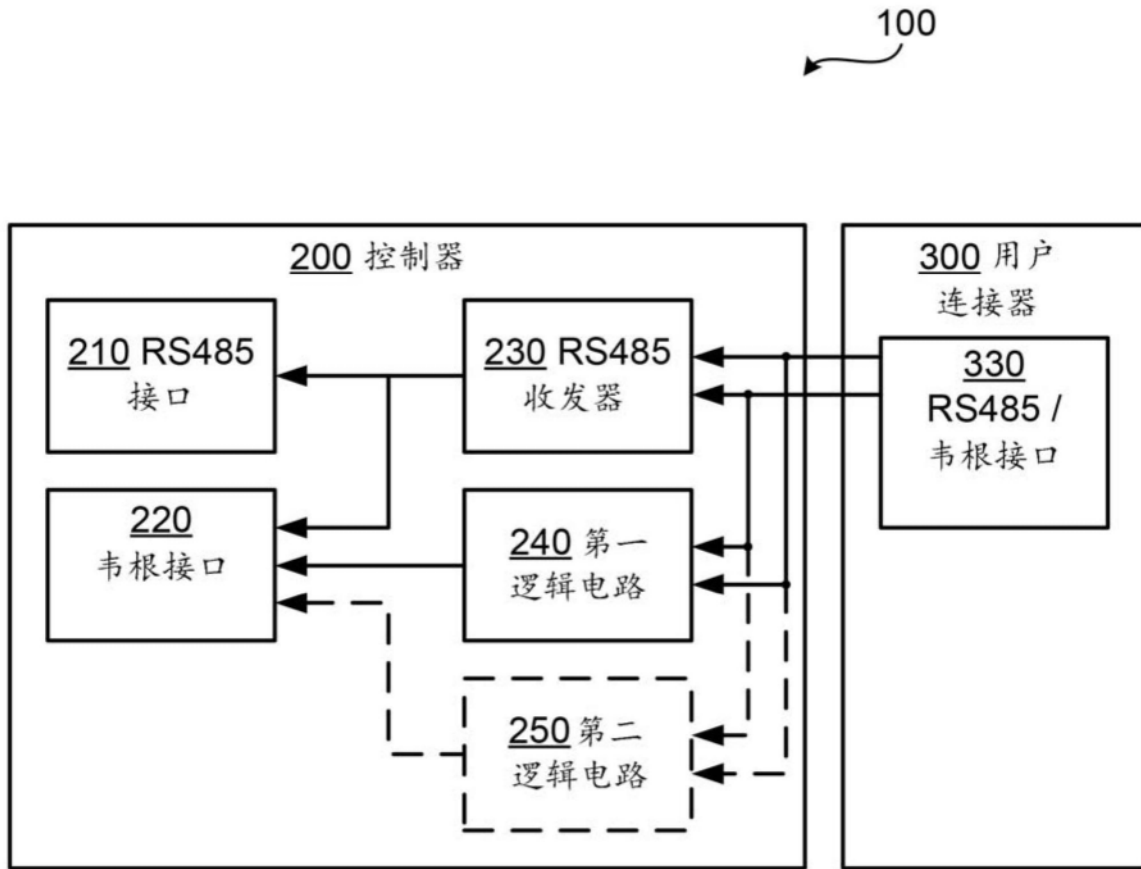 100
200 控制器
300 用户
连接器
210 RS485
接口
230 RS485
收发器
330
RS485 /
韦根接口
220
韦根接口
240 第一
逻辑电路
250 第二
逻辑电路